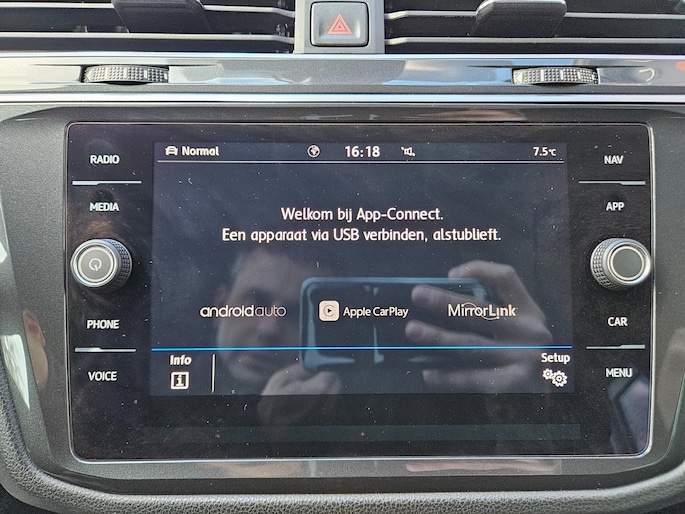 RADIO
MEDIA
PHONE
VOICE
Normal
16:18
7.5°C
Welkom bij App-Connect.
Een apparaat via USB verbinden, alstublieft.
androidauto
Apple CarPlay
MirrorLink
Info
Setup
NAV
APP
CAR
MENU